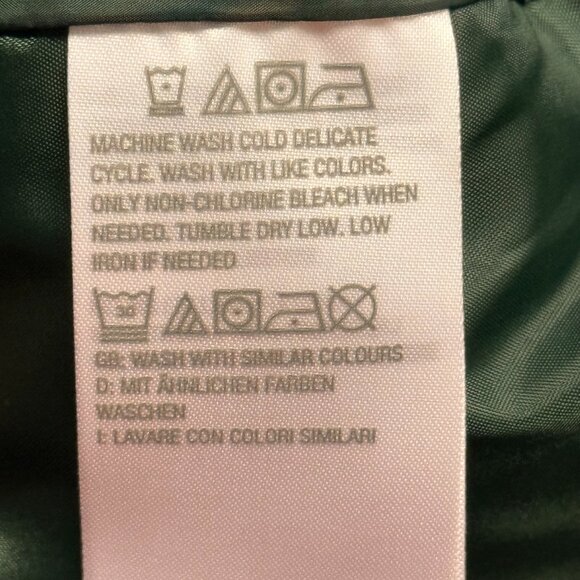 MACHINE WASH COLD DELICATE
CYCLE. WASH WITH LIKE COLORS.
ONLY NON-CHLORINE BLEACH WHEN
NEEDED. TUMBLE DRY LOW. LOW
IRON IF NEEDED
30
GB: WASH WITH SIMILAR COLOURS
D: MIT ÄHNLICHEN FARBEN
WASCHEN
I: LAVARE CON COLORI SIMILARI